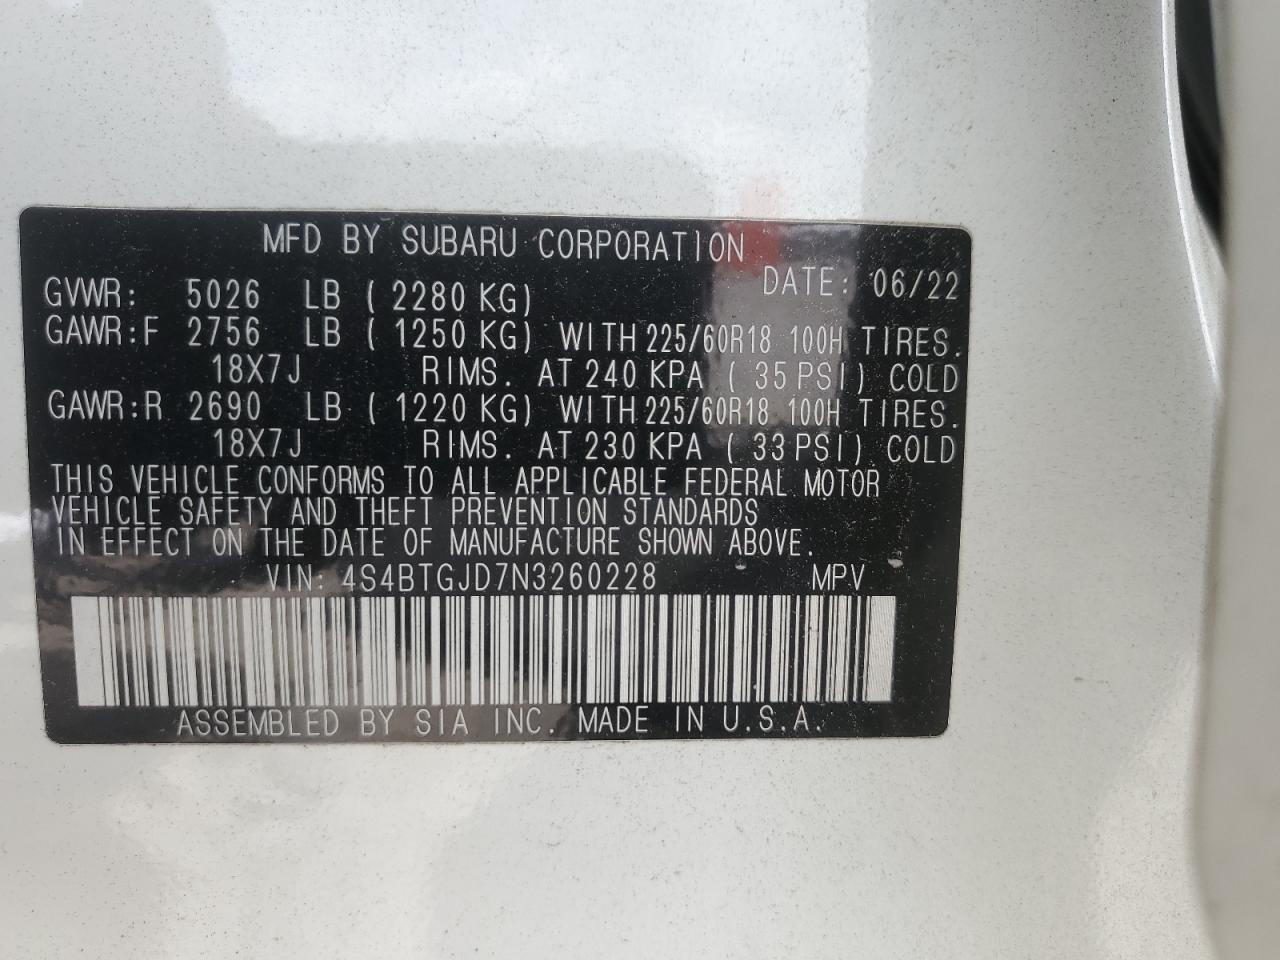 MFD BY SUBARU CORPORATION
DATE: 06/22
GVWR: 5026 LB ( 2280 KG)
GAWR:F 2756 LB ( 1250 KG) WITH 225/60R18 100H TIRES.
18X7J RIMS. AT 240 KPA ( 35 PSI) COLD
GAWR:R 2690 LB ( 1220 KG) WITH 225/60R18 100H TIRES.
18X7J RIMS. AT 230 KPA ( 33 PSI) COLD
THIS VEHICLE CONFORMS TO ALL APPLICABLE FEDERAL MOTOR
VEHICLE SAFETY AND THEFT PREVENTION STANDARDS
IN EFFECT ON THE DATE OF MANUFACTURE SHOWN ABOVE.
VIN: 4S4BTGJD7N3260228 MPV
ASSEMBLED BY SIA INC. MADE IN U.S.A.